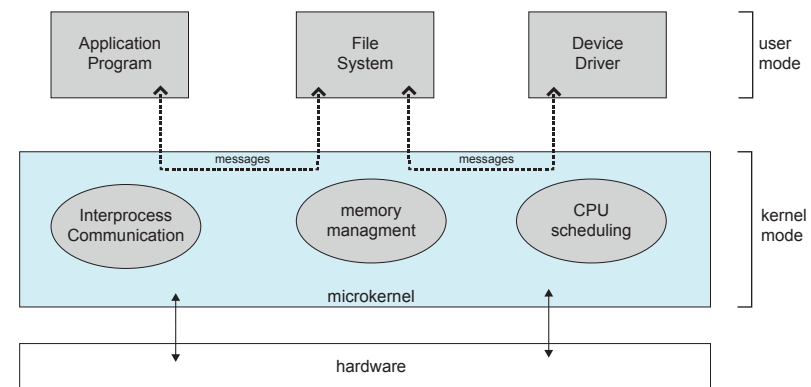 Application
Program
File
System
Device
Driver
user
mode
messages
messages
Interprocess
Communication
memory
managment
CPU
scheduling
kernel
mode
microkernel
hardware